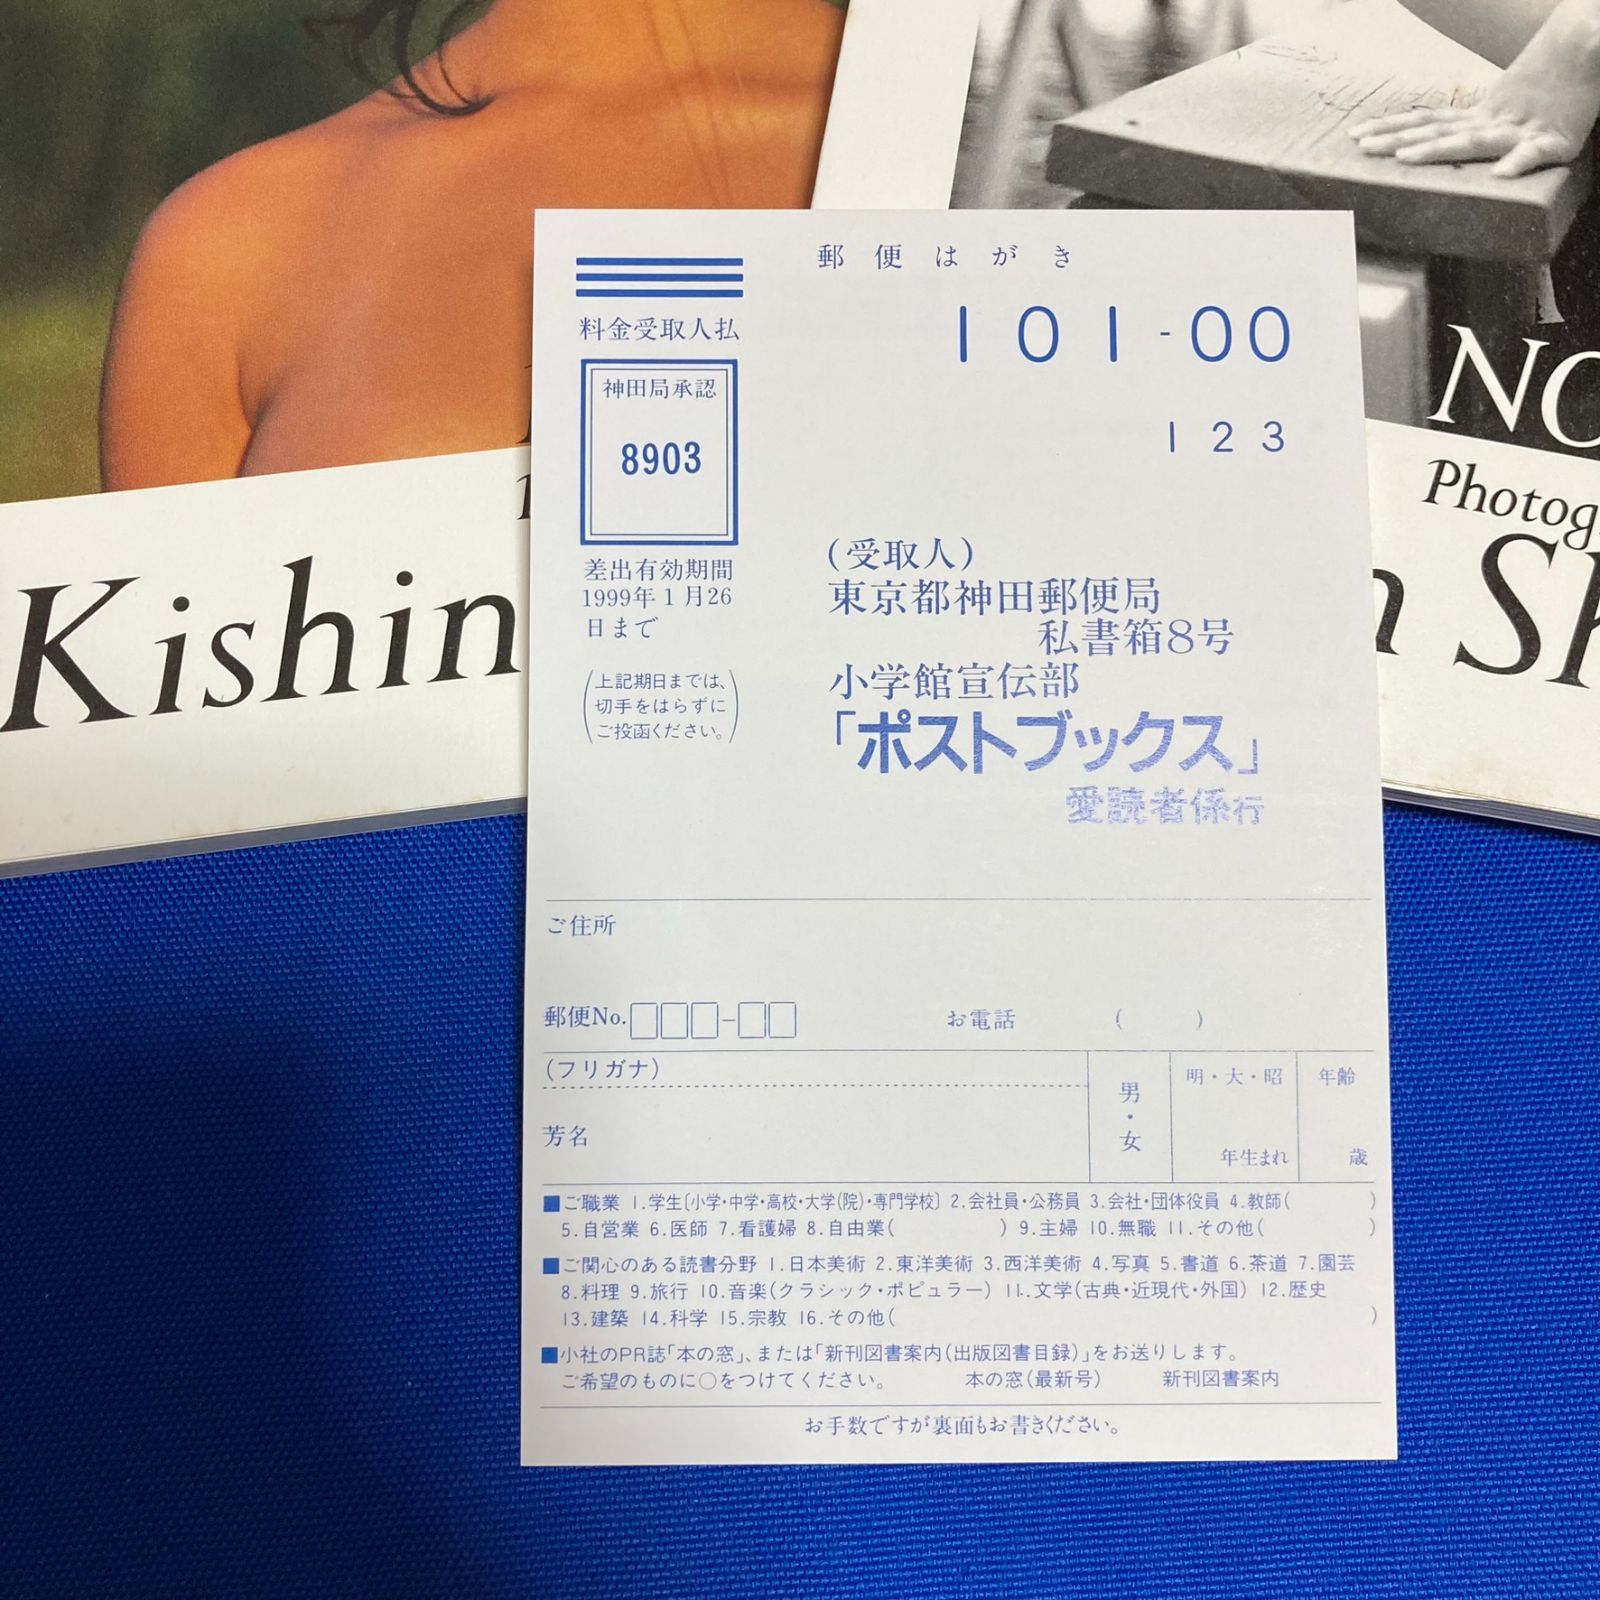 Kishin
NO
Photog
n Sh
郵便はがき
料金受取人払
神田局承認
8903
差出有効期間
1999年1月26
日まで
(上記期日までは、
切手をはらずに
ご投函ください。)
101-00
123
(受取人)
東京都神田郵便局
私書箱8号
小学館宣伝部
「ポストブックス」
愛読者係行
ご住所
郵便No.□□□-□□ お電話 ( )
(フリガナ)
芳名
男・女
明・大・昭
年生まれ
年齢
歳
■ご職業 1.学生〔小学・中学・高校・大学(院)・専門学校〕 2.会社員・公務員 3.会社・団体役員 4.教師( )
5.自営業 6.医師 7.看護婦 8.自由業( ) 9.主婦 10.無職 11.その他( )
■ご関心のある読書分野 1.日本美術 2.東洋美術 3.西洋美術 4.写真 5.書道 6.茶道 7.園芸
8.料理 9.旅行 10.音楽(クラシック・ポピュラー) 11.文学(古典・近現代・外国) 12.歴史
13.建築 14.科学 15.宗教 16.その他( )
■小社のPR誌「本の窓」、または「新刊図書案内(出版図書目録)」をお送りします。
ご希望のものに○をつけてください。 本の窓(最新号) 新刊図書案内
お手数ですが裏面もお書きください。